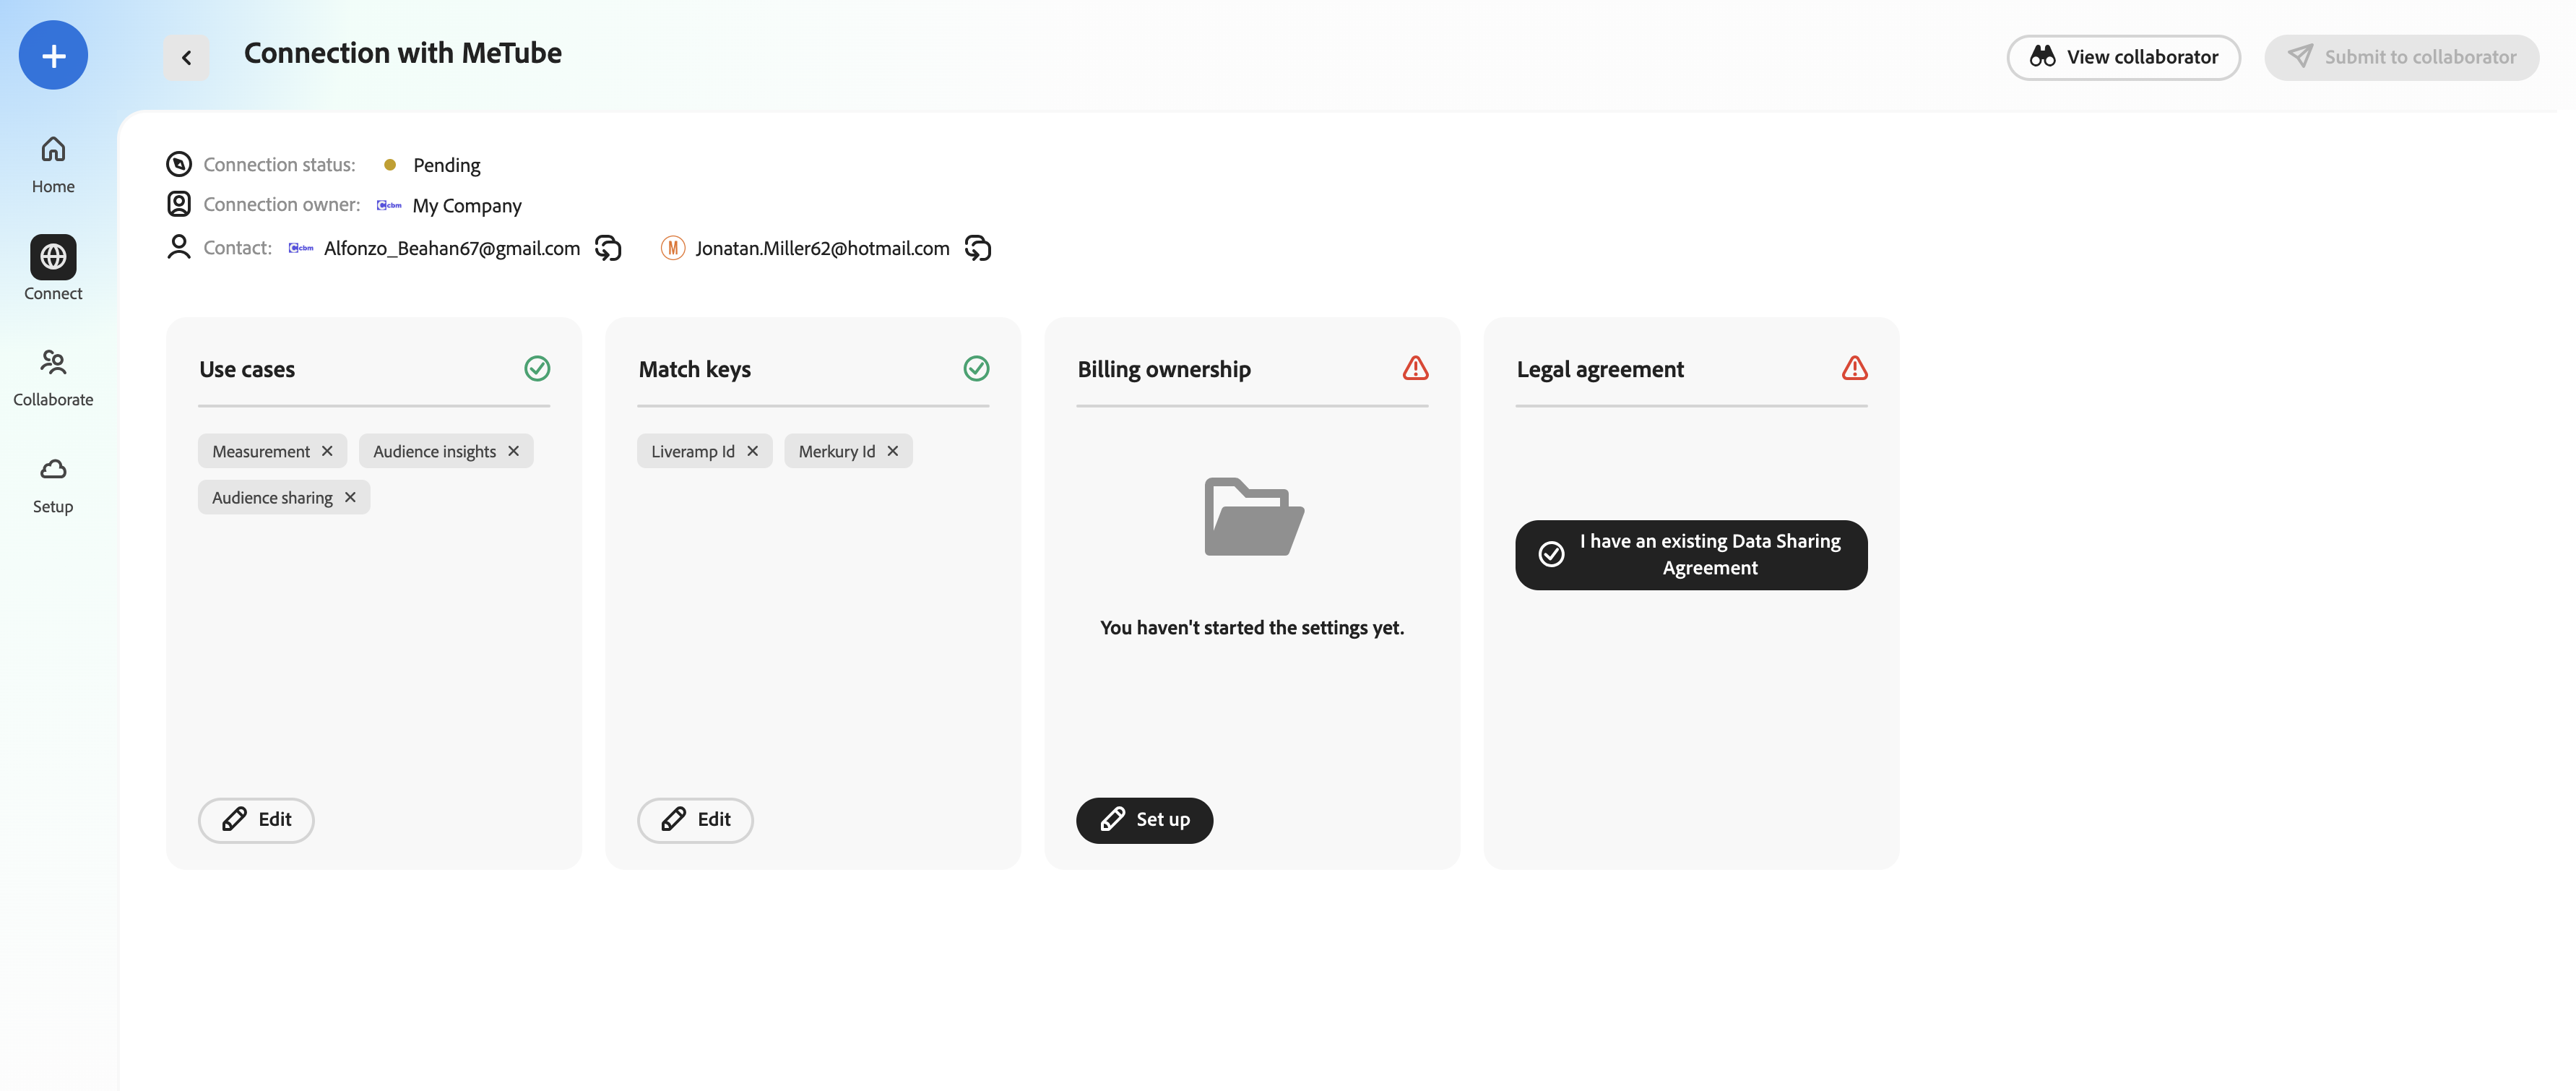 Connection with MeTube
View collaborator
Submit to collaborator
Home
Connect
Collaborate
Setup
Connection status: Pending
Connection owner: cbm My Company
Contact: cbm Alfonzo_Beahan67@gmail.com M Jonatan.Miller62@hotmail.com
Use cases
Measurement
Audience insights
Audience sharing
Edit
Match keys
Liveramp Id
Merkury Id
Edit
Billing ownership
You haven't started the settings yet.
Set up
Legal agreement
I have an existing Data Sharing
Agreement